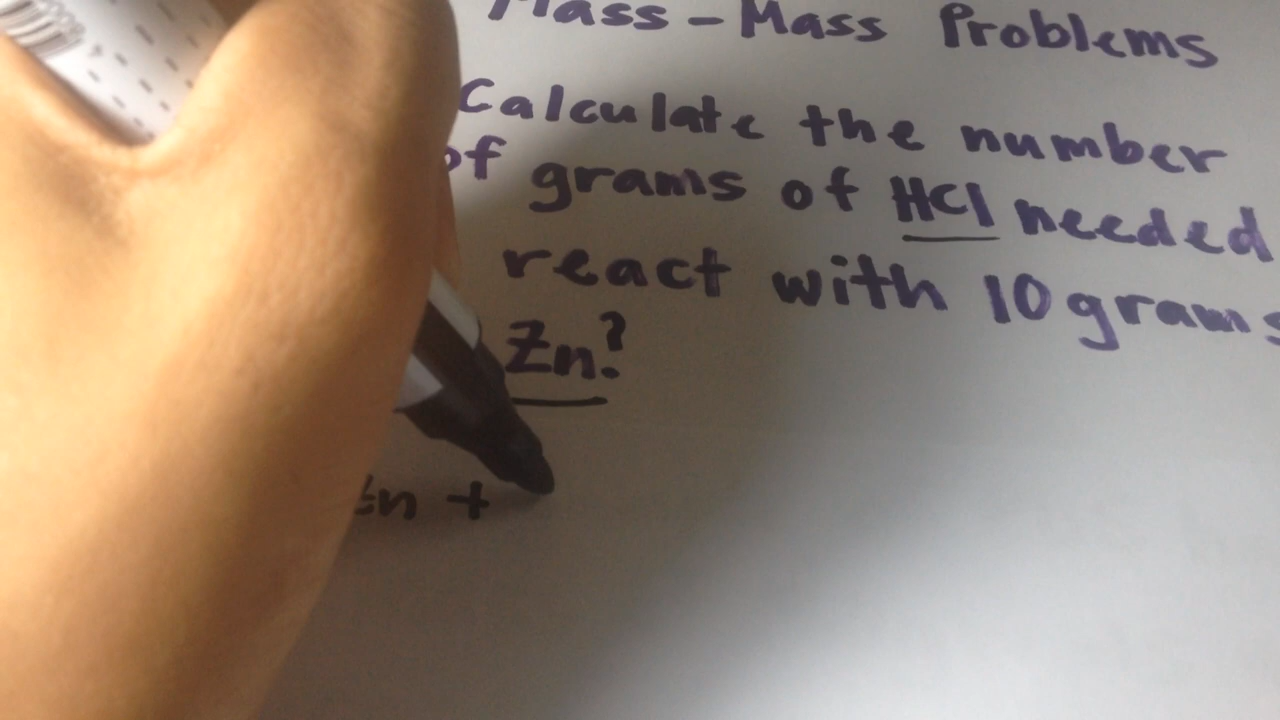 Mass - Mass Problems
Calculate the number
of grams of HCl needed
react with 10 grams
Zn?
Zn +